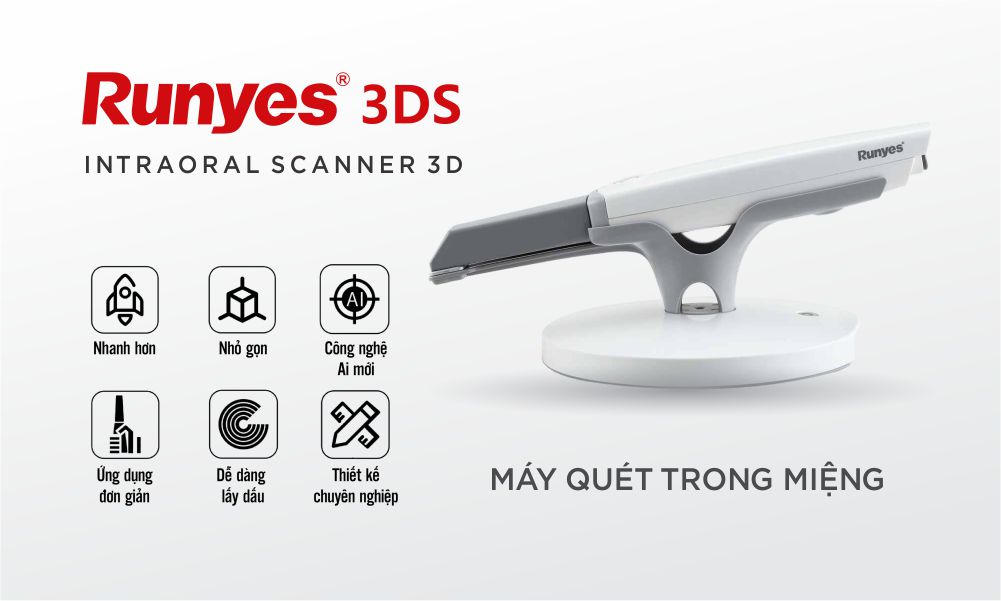 Runyes® 3DS
INTRAORAL SCANNER 3D
Runyes®
Nhanh hơn
Nhỏ gọn
AI
Công nghệ
Ai mới
Ứng dụng
đơn giản
Dễ dàng
lấy dấu
Thiết kế
chuyên nghiệp
MÁY QUÉT TRONG MIỆNG